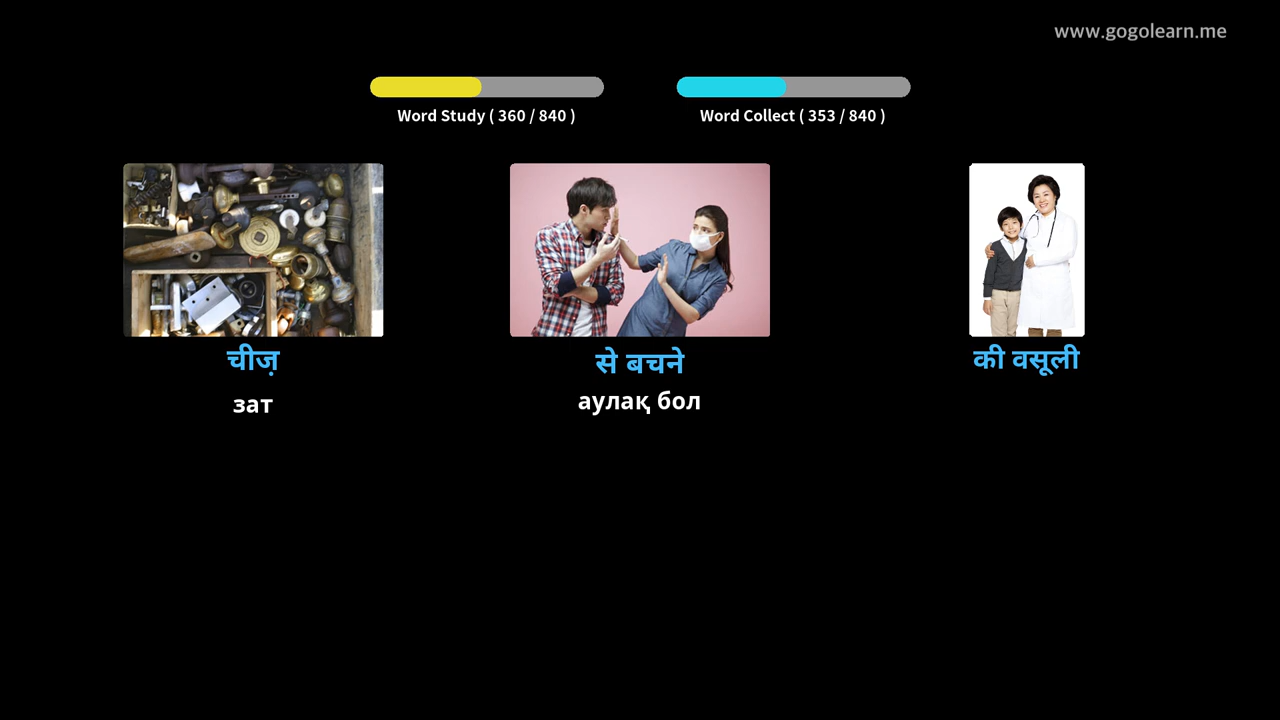 www.gogolearn.me
Word Study ( 360 / 840 )
Word Collect ( 353 / 840 )
चीज़
зат
से बचने
аулақ бол
की वसूली